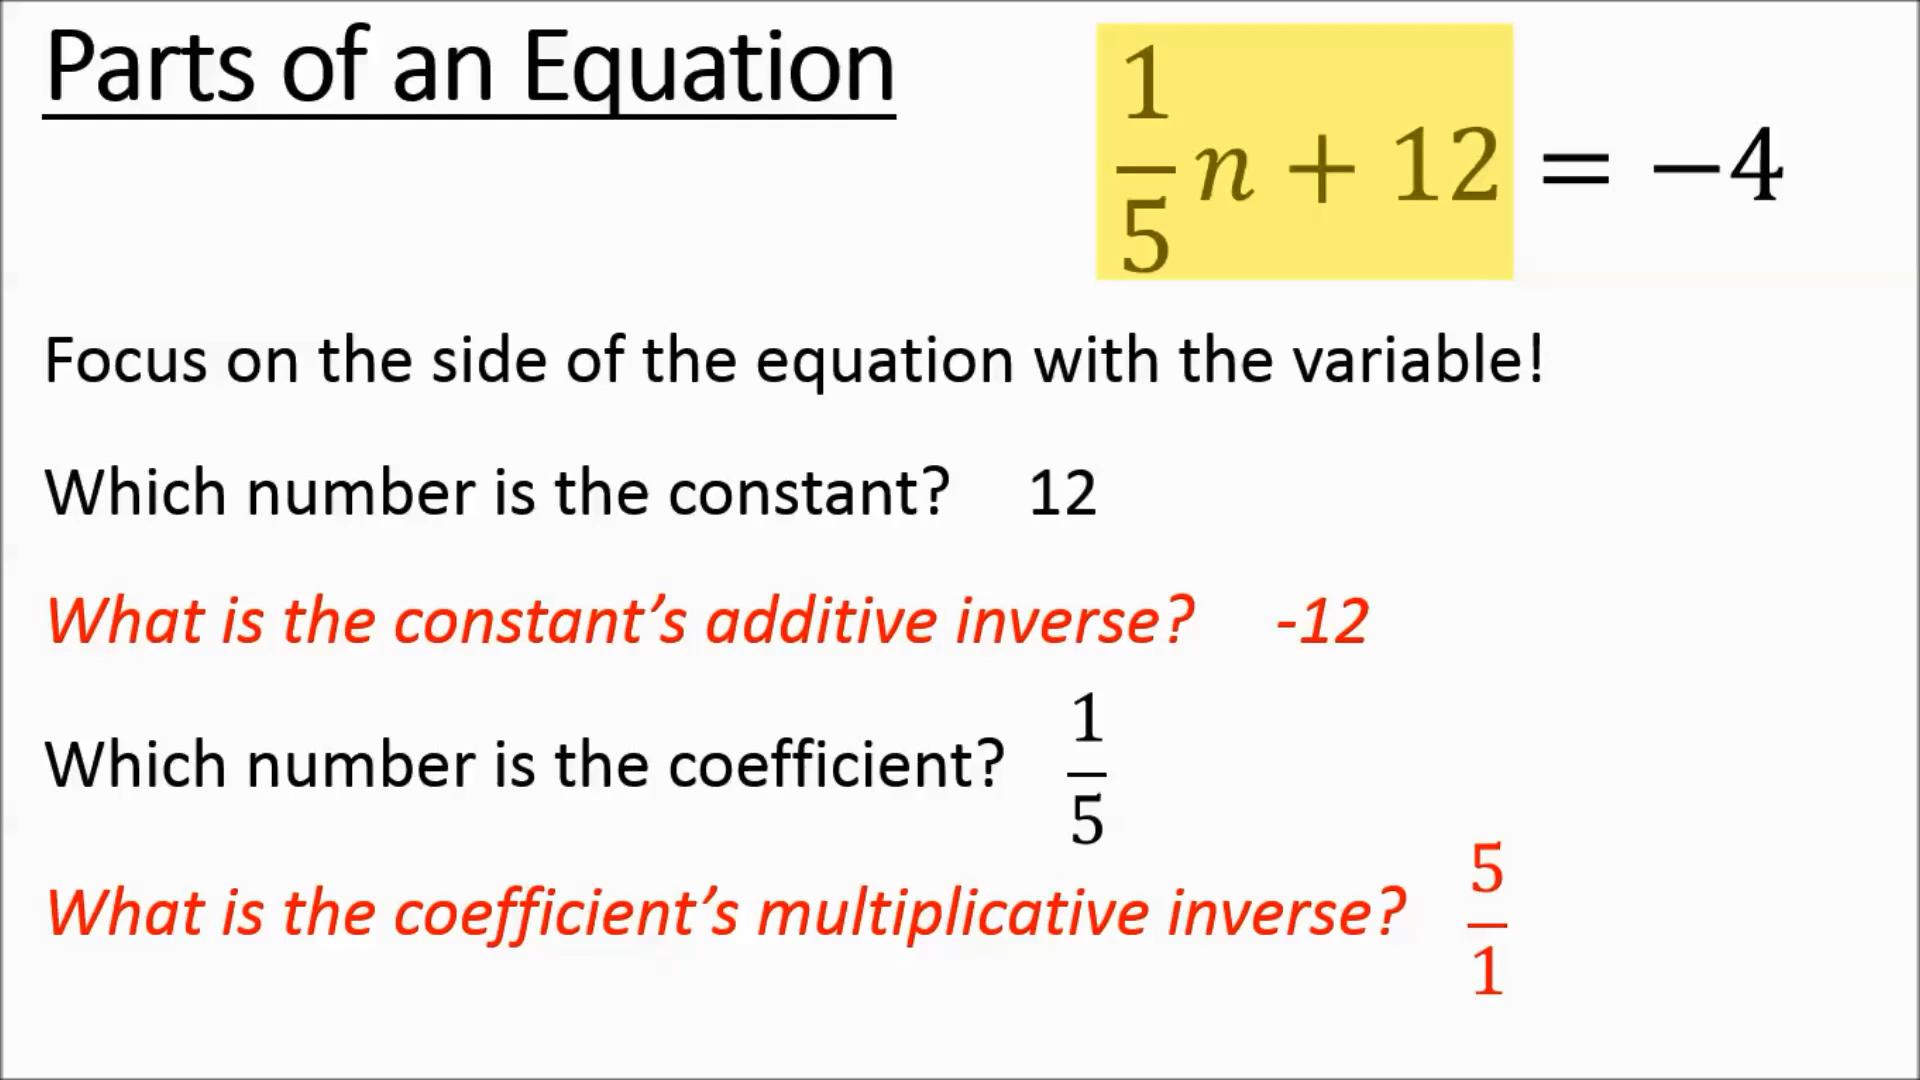 Parts of an Equation
1/5 n + 12 = −4
Focus on the side of the equation with the variable!
Which number is the constant? 12
What is the constant’s additive inverse? -12
Which number is the coefficient? 1/5
What is the coefficient’s multiplicative inverse? 5/1